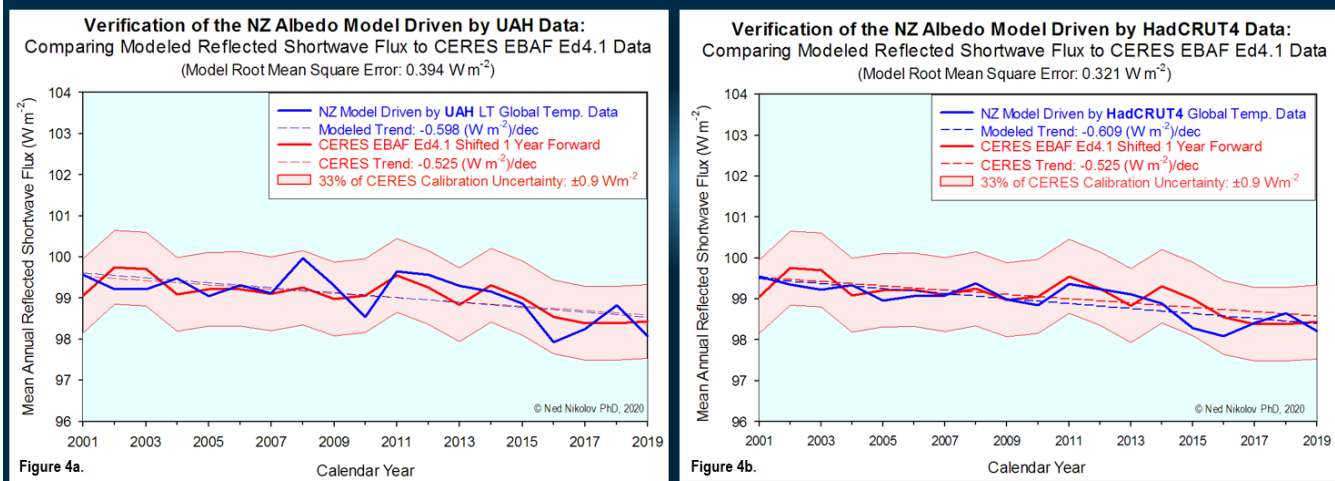 Verification of the NZ Albedo Model Driven by UAH Data:
Comparing Modeled Reflected Shortwave Flux to CERES EBAF Ed4.1 Data
(Model Root Mean Square Error: 0.394 W m-2)
Mean Annual Reflected Shortwave Flux (W m-2)
104
103
102
101
100
99
98
97
96
NZ Model Driven by UAH LT Global Temp. Data
Modeled Trend: -0.598 (W m-2)/dec
CERES EBAF Ed4.1 Shifted 1 Year Forward
CERES Trend: -0.525 (W m-2)/dec
33% of CERES Calibration Uncertainty: ±0.9 Wm-2
© Ned Nikolov PhD, 2020
2001 2003 2005 2007 2009 2011 2013 2015 2017 2019
Calendar Year
Figure 4a.
Verification of the NZ Albedo Model Driven by HadCRUT4 Data:
Comparing Modeled Reflected Shortwave Flux to CERES EBAF Ed4.1 Data
(Model Root Mean Square Error: 0.321 W m-2)
Mean Annual Reflected Shortwave Flux (W m-2)
104
103
102
101
100
99
98
97
96
NZ Model Driven by HadCRUT4 Global Temp. Data
Modeled Trend: -0.609 (W m-2)/dec
CERES EBAF Ed4.1 Shifted 1 Year Forward
CERES Trend: -0.525 (W m-2)/dec
33% of CERES Calibration Uncertainty: ±0.9 Wm-2
© Ned Nikolov PhD, 2020
2001 2003 2005 2007 2009 2011 2013 2015 2017 2019
Calendar Year
Figure 4b.